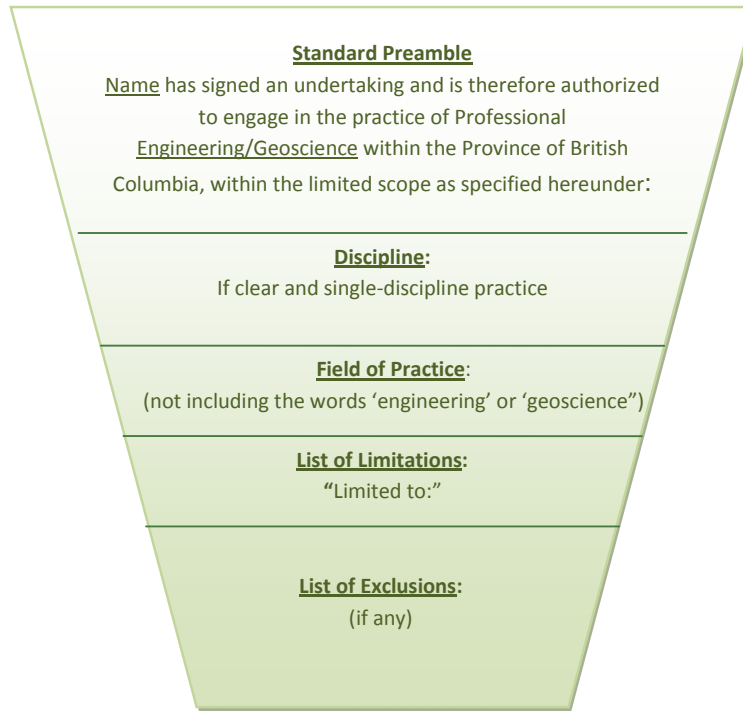 Standard Preamble
Name has signed an undertaking and is therefore authorized
to engage in the practice of Professional
Engineering/Geoscience within the Province of British
Columbia, within the limited scope as specified hereunder:
Discipline:
If clear and single-discipline practice
Field of Practice:
(not including the words ‘engineering’ or ‘geoscience”)
List of Limitations:
“Limited to:”
List of Exclusions:
(if any)